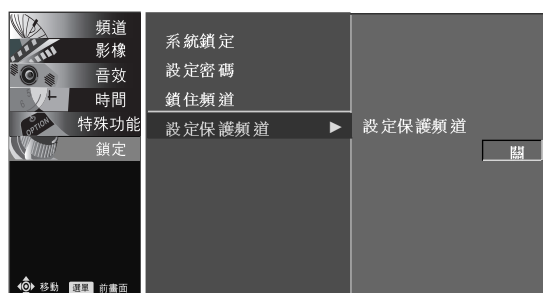 頻道
影像
音效
時間
OPTION
特殊功能
鎖定
移動 選單 前畫面
系統鎖定
設定密碼
鎖住頻道
設定保護頻道 ▶
設定保護頻道
關